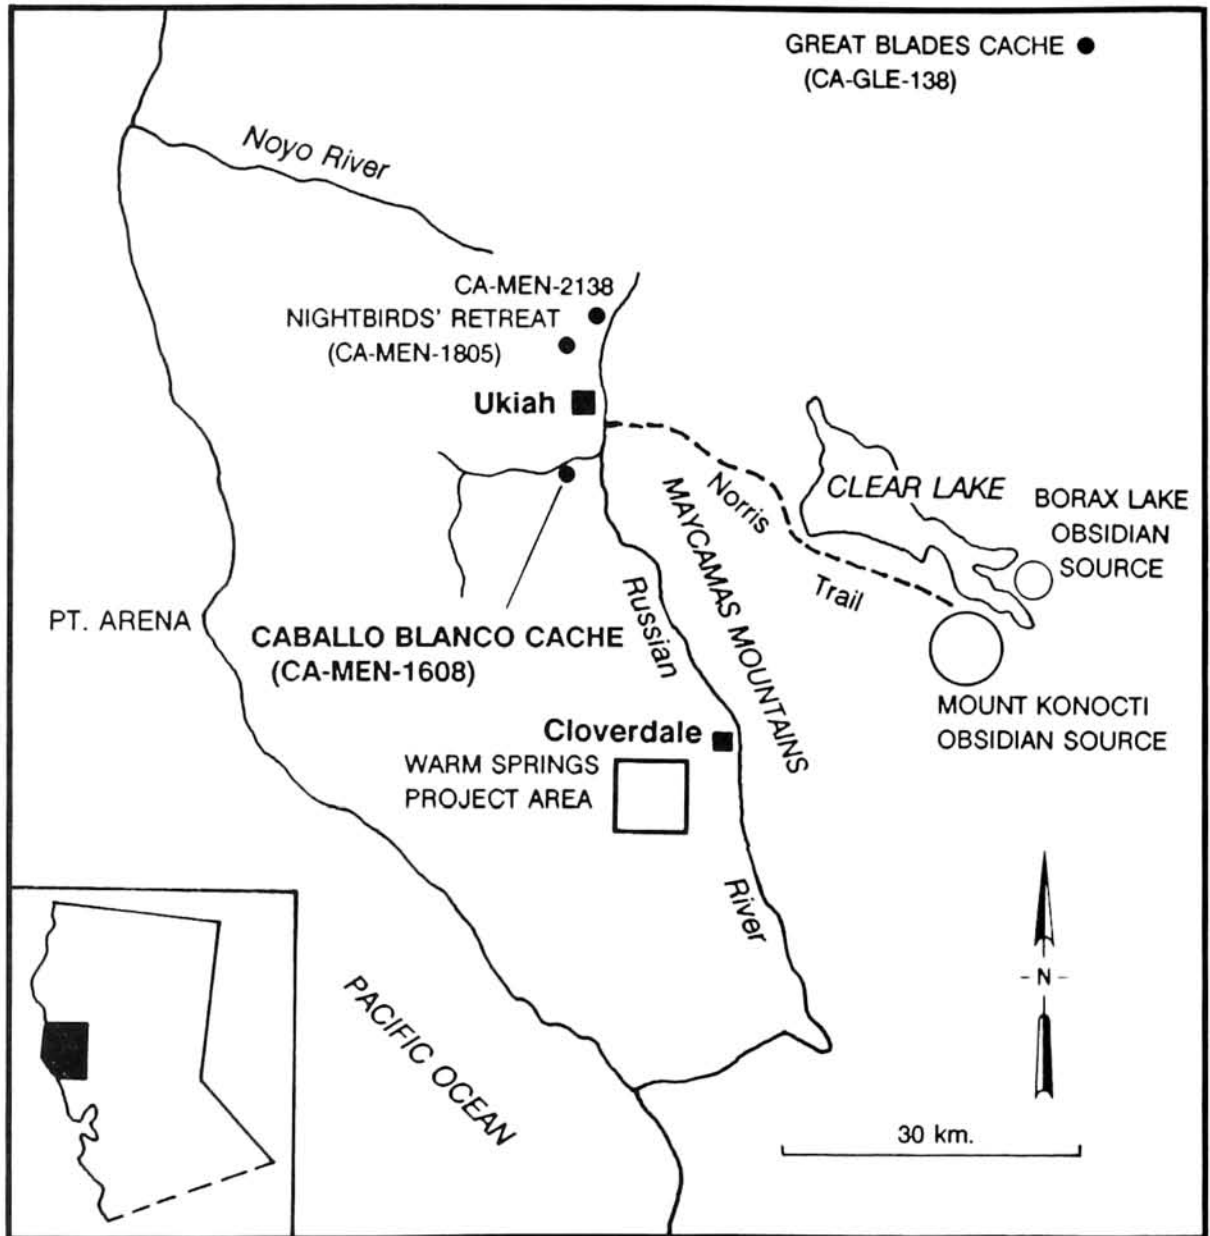 GREAT BLADES CACHE
(CA-GLE-138)
Noyo River
CA-MEN-2138
NIGHTBIRDS' RETREAT
(CA-MEN-1805)
Ukiah
Norris
Trail
CLEAR LAKE
BORAX LAKE
OBSIDIAN
SOURCE
MAYCAMAS MOUNTAINS
Russian
River
PT. ARENA
CABALLO BLANCO CACHE
(CA-MEN-1608)
MOUNT KONOCTI
OBSIDIAN SOURCE
Cloverdale
WARM SPRINGS
PROJECT AREA
PACIFIC OCEAN
- N -
30 km.